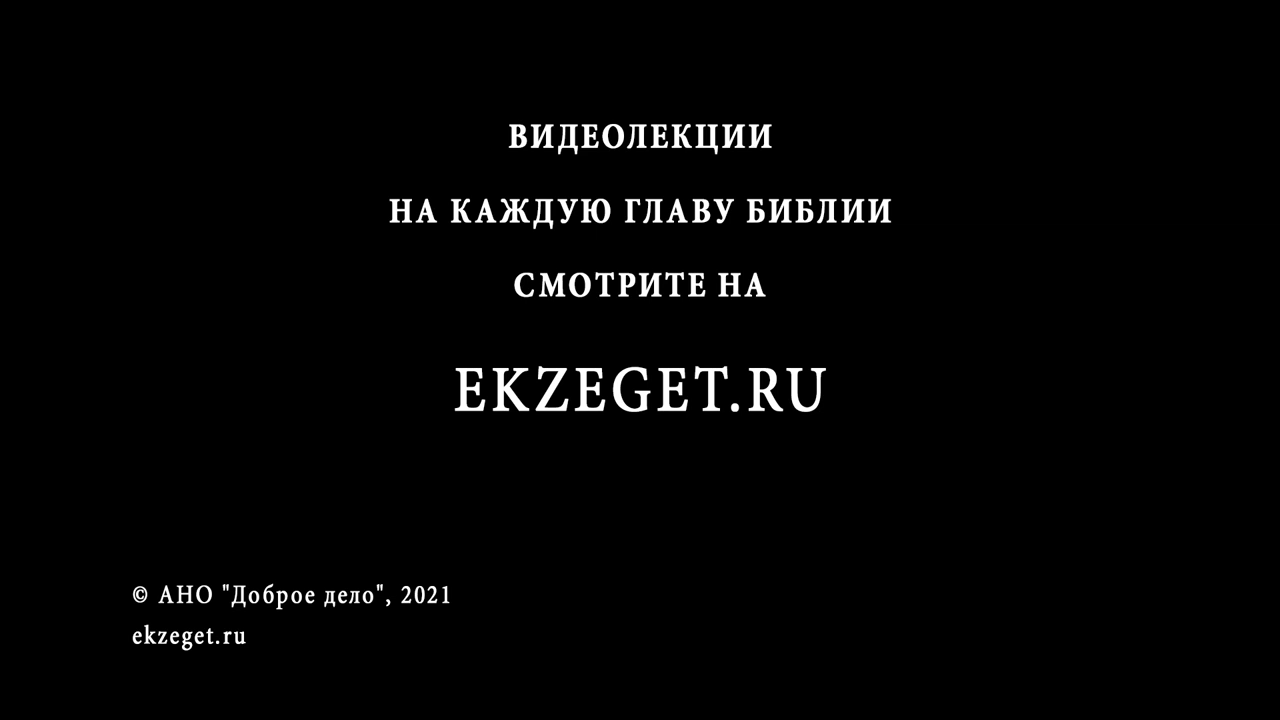 ВИДЕОЛЕКЦИИ
НА КАЖДУЮ ГЛАВУ БИБЛИИ
СМОТРИТЕ НА
EKZEGET.RU
© АНО "Доброе дело", 2021
ekzeget.ru